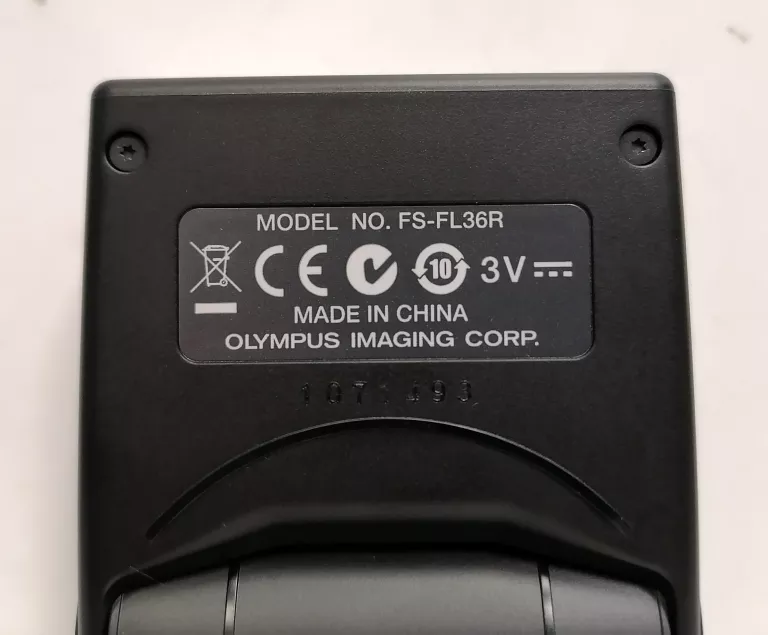 MODEL NO. FS-FL36R
CE 10 3V
MADE IN CHINA
OLYMPUS IMAGING CORP.